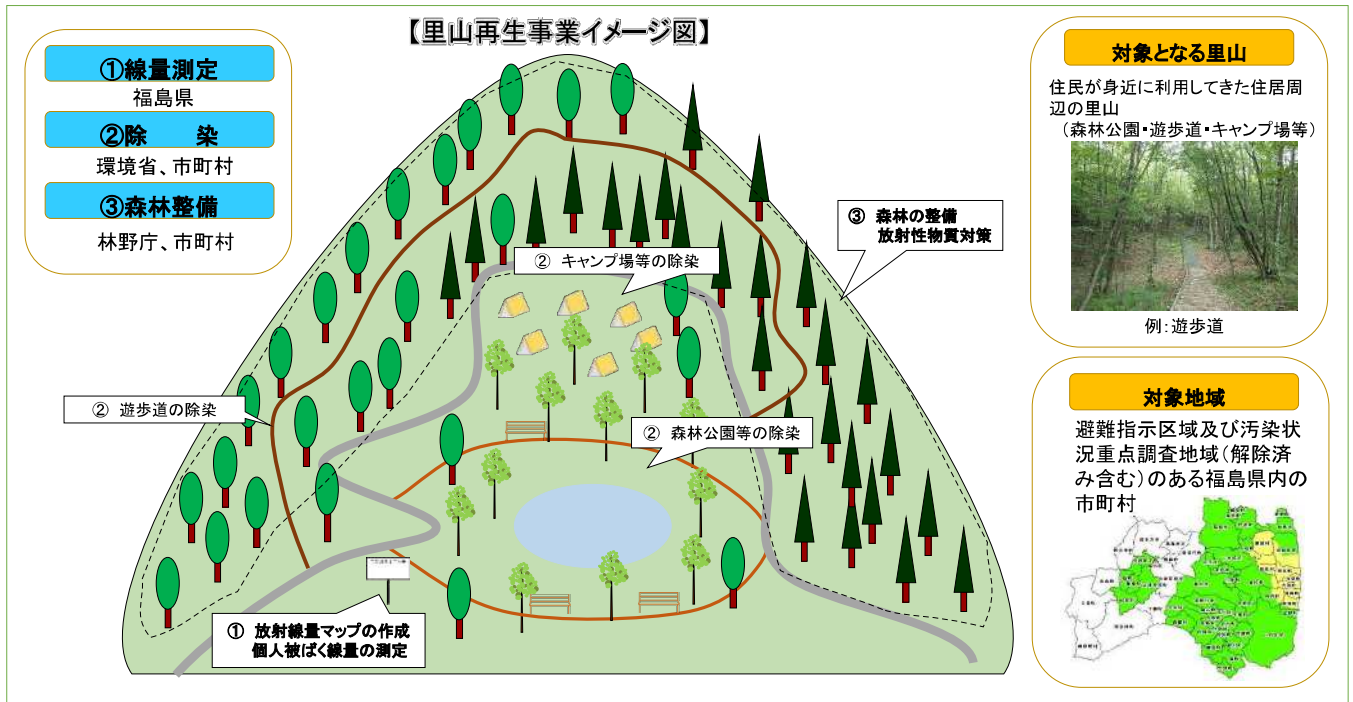 【里山再生事業イメージ図】
①線量測定
福島県
②除　　染
環境省、市町村
③森林整備
林野庁、市町村
③ 森林の整備
放射性物質対策
② キャンプ場等の除染
② 遊歩道の除染
② 森林公園等の除染
① 放射線量マップの作成
個人被ばく線量の測定
対象となる里山
住民が身近に利用してきた住居周
辺の里山
（森林公園・遊歩道・キャンプ場等）
例：遊歩道
対象地域
避難指示区域及び汚染状
況重点調査地域（解除済
み含む）のある福島県内の
市町村